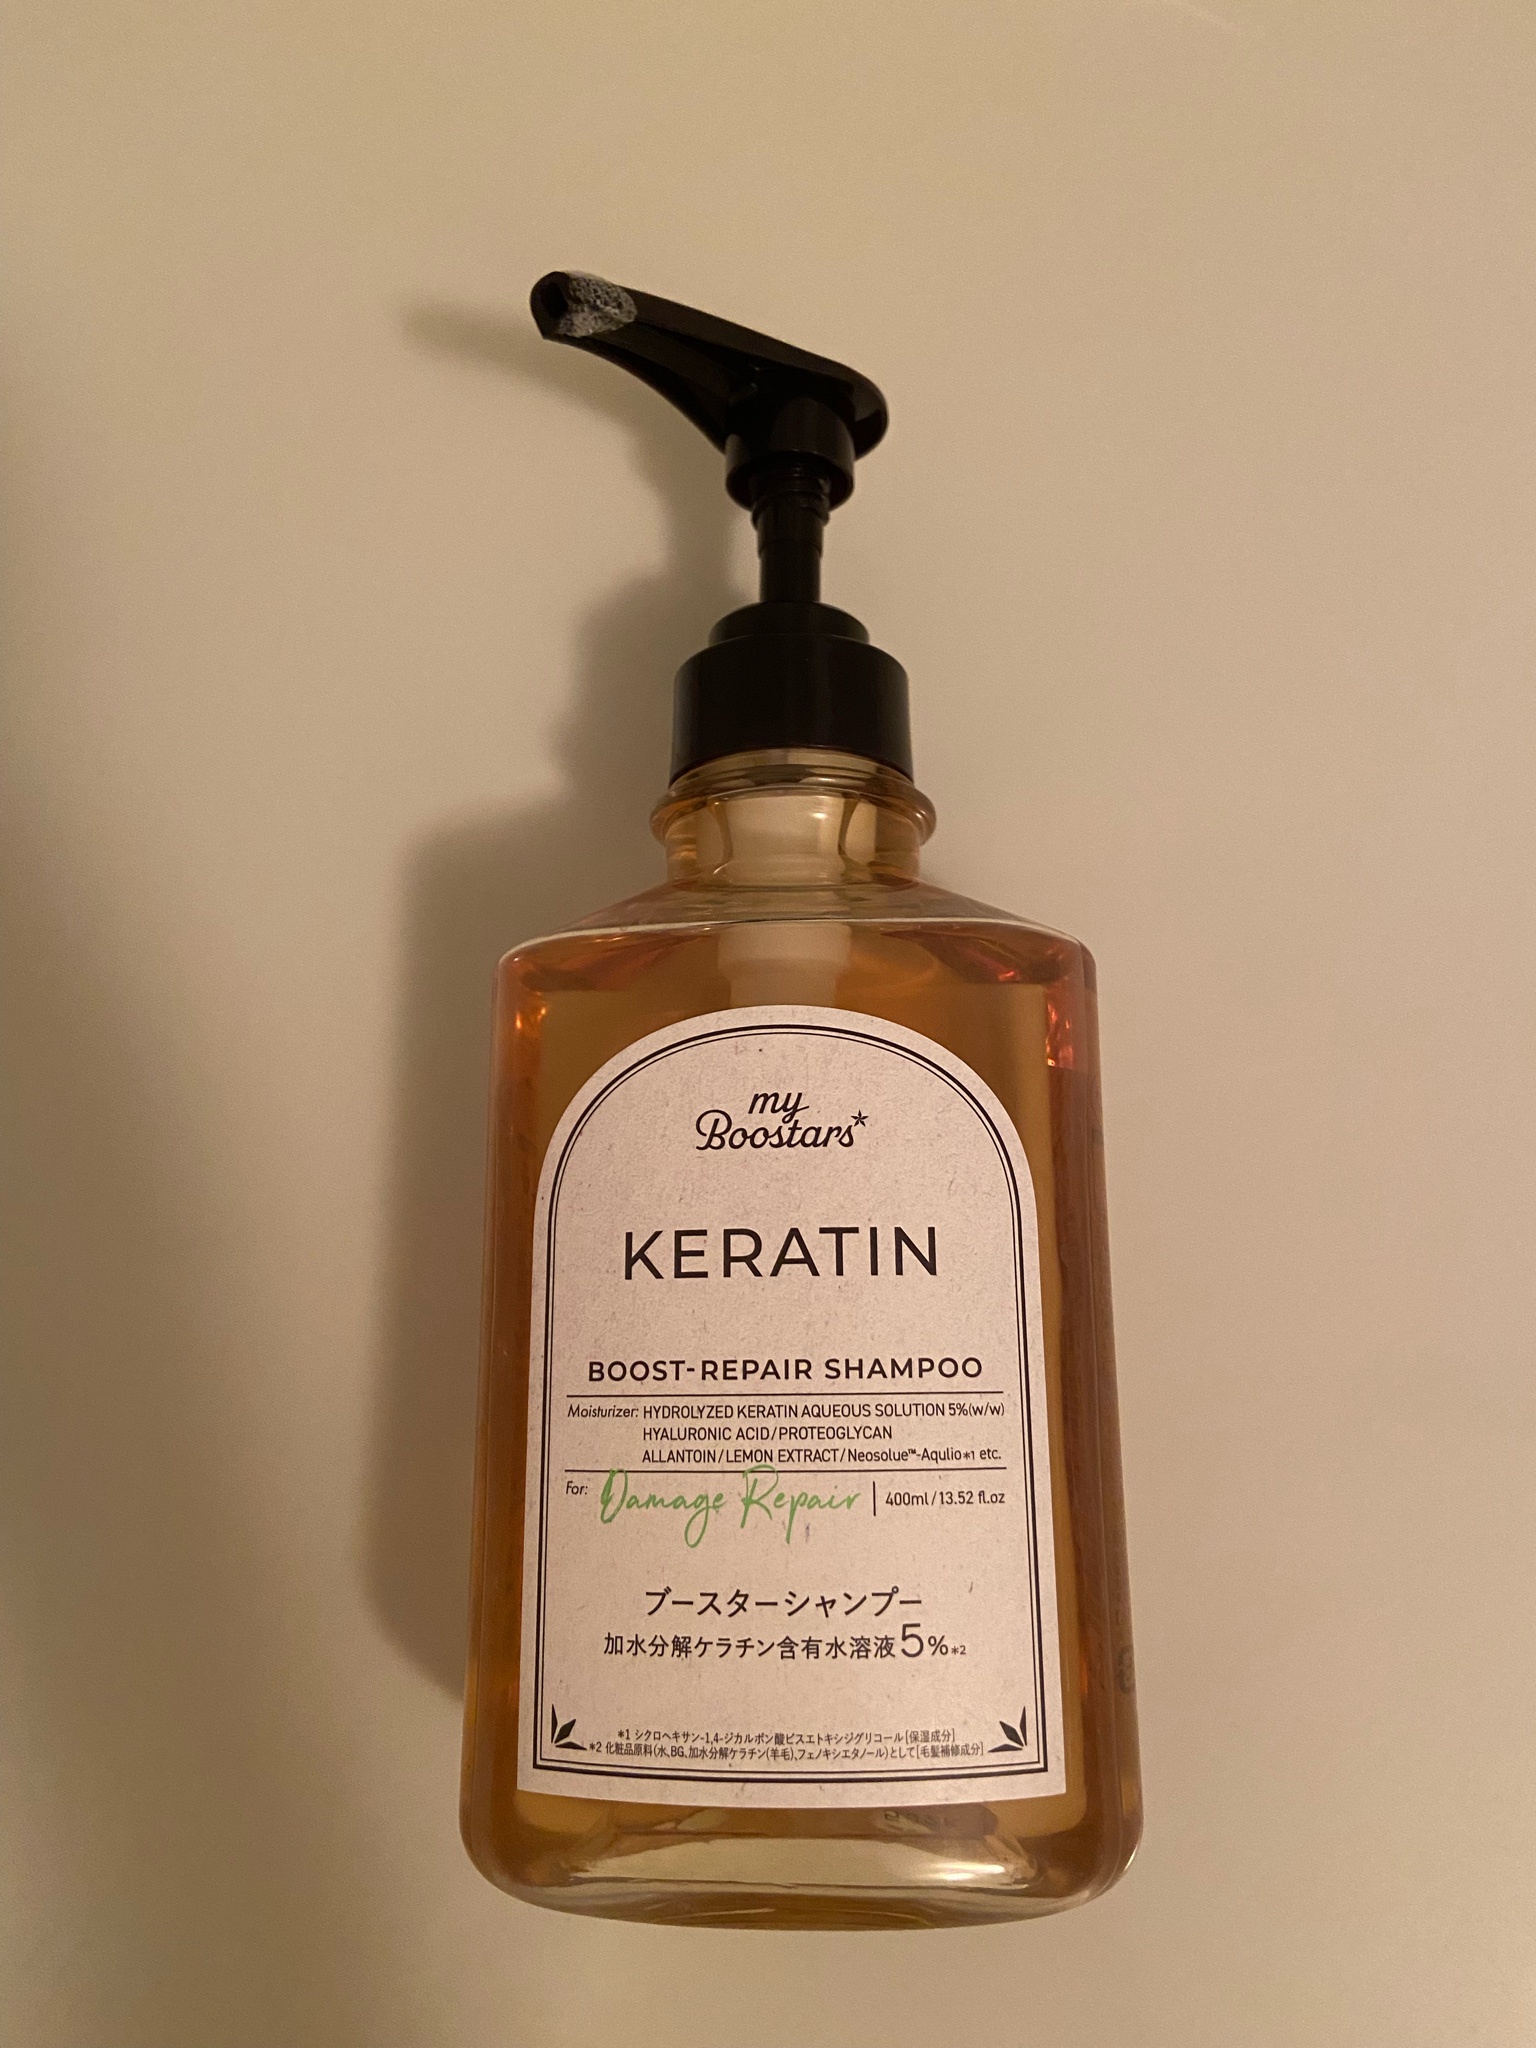 my
Boostars
KERATIN
BOOST-REPAIR SHAMPOO
Moisturizer: HYDROLYZED KERATIN AQUEOUS SOLUTION 5%(w/w)
HYALURONIC ACID/PROTEOGLYCAN
ALLANTOIN/LEMON EXTRACT/Neosolue™-Aqulio*1 etc.
For: Damage Repair | 400ml/13.52 fl.oz
ブースターシャンプー
加水分解ケラチン含有水溶液5%*2
*1 シクロヘキサン-1,4-ジカルボン酸ビスエトキシジグリコール[保湿成分]
*2 化粧品原料(水、BG、加水分解ケラチン(羊毛)、フェノキシエタノール)として[毛髪補修成分]